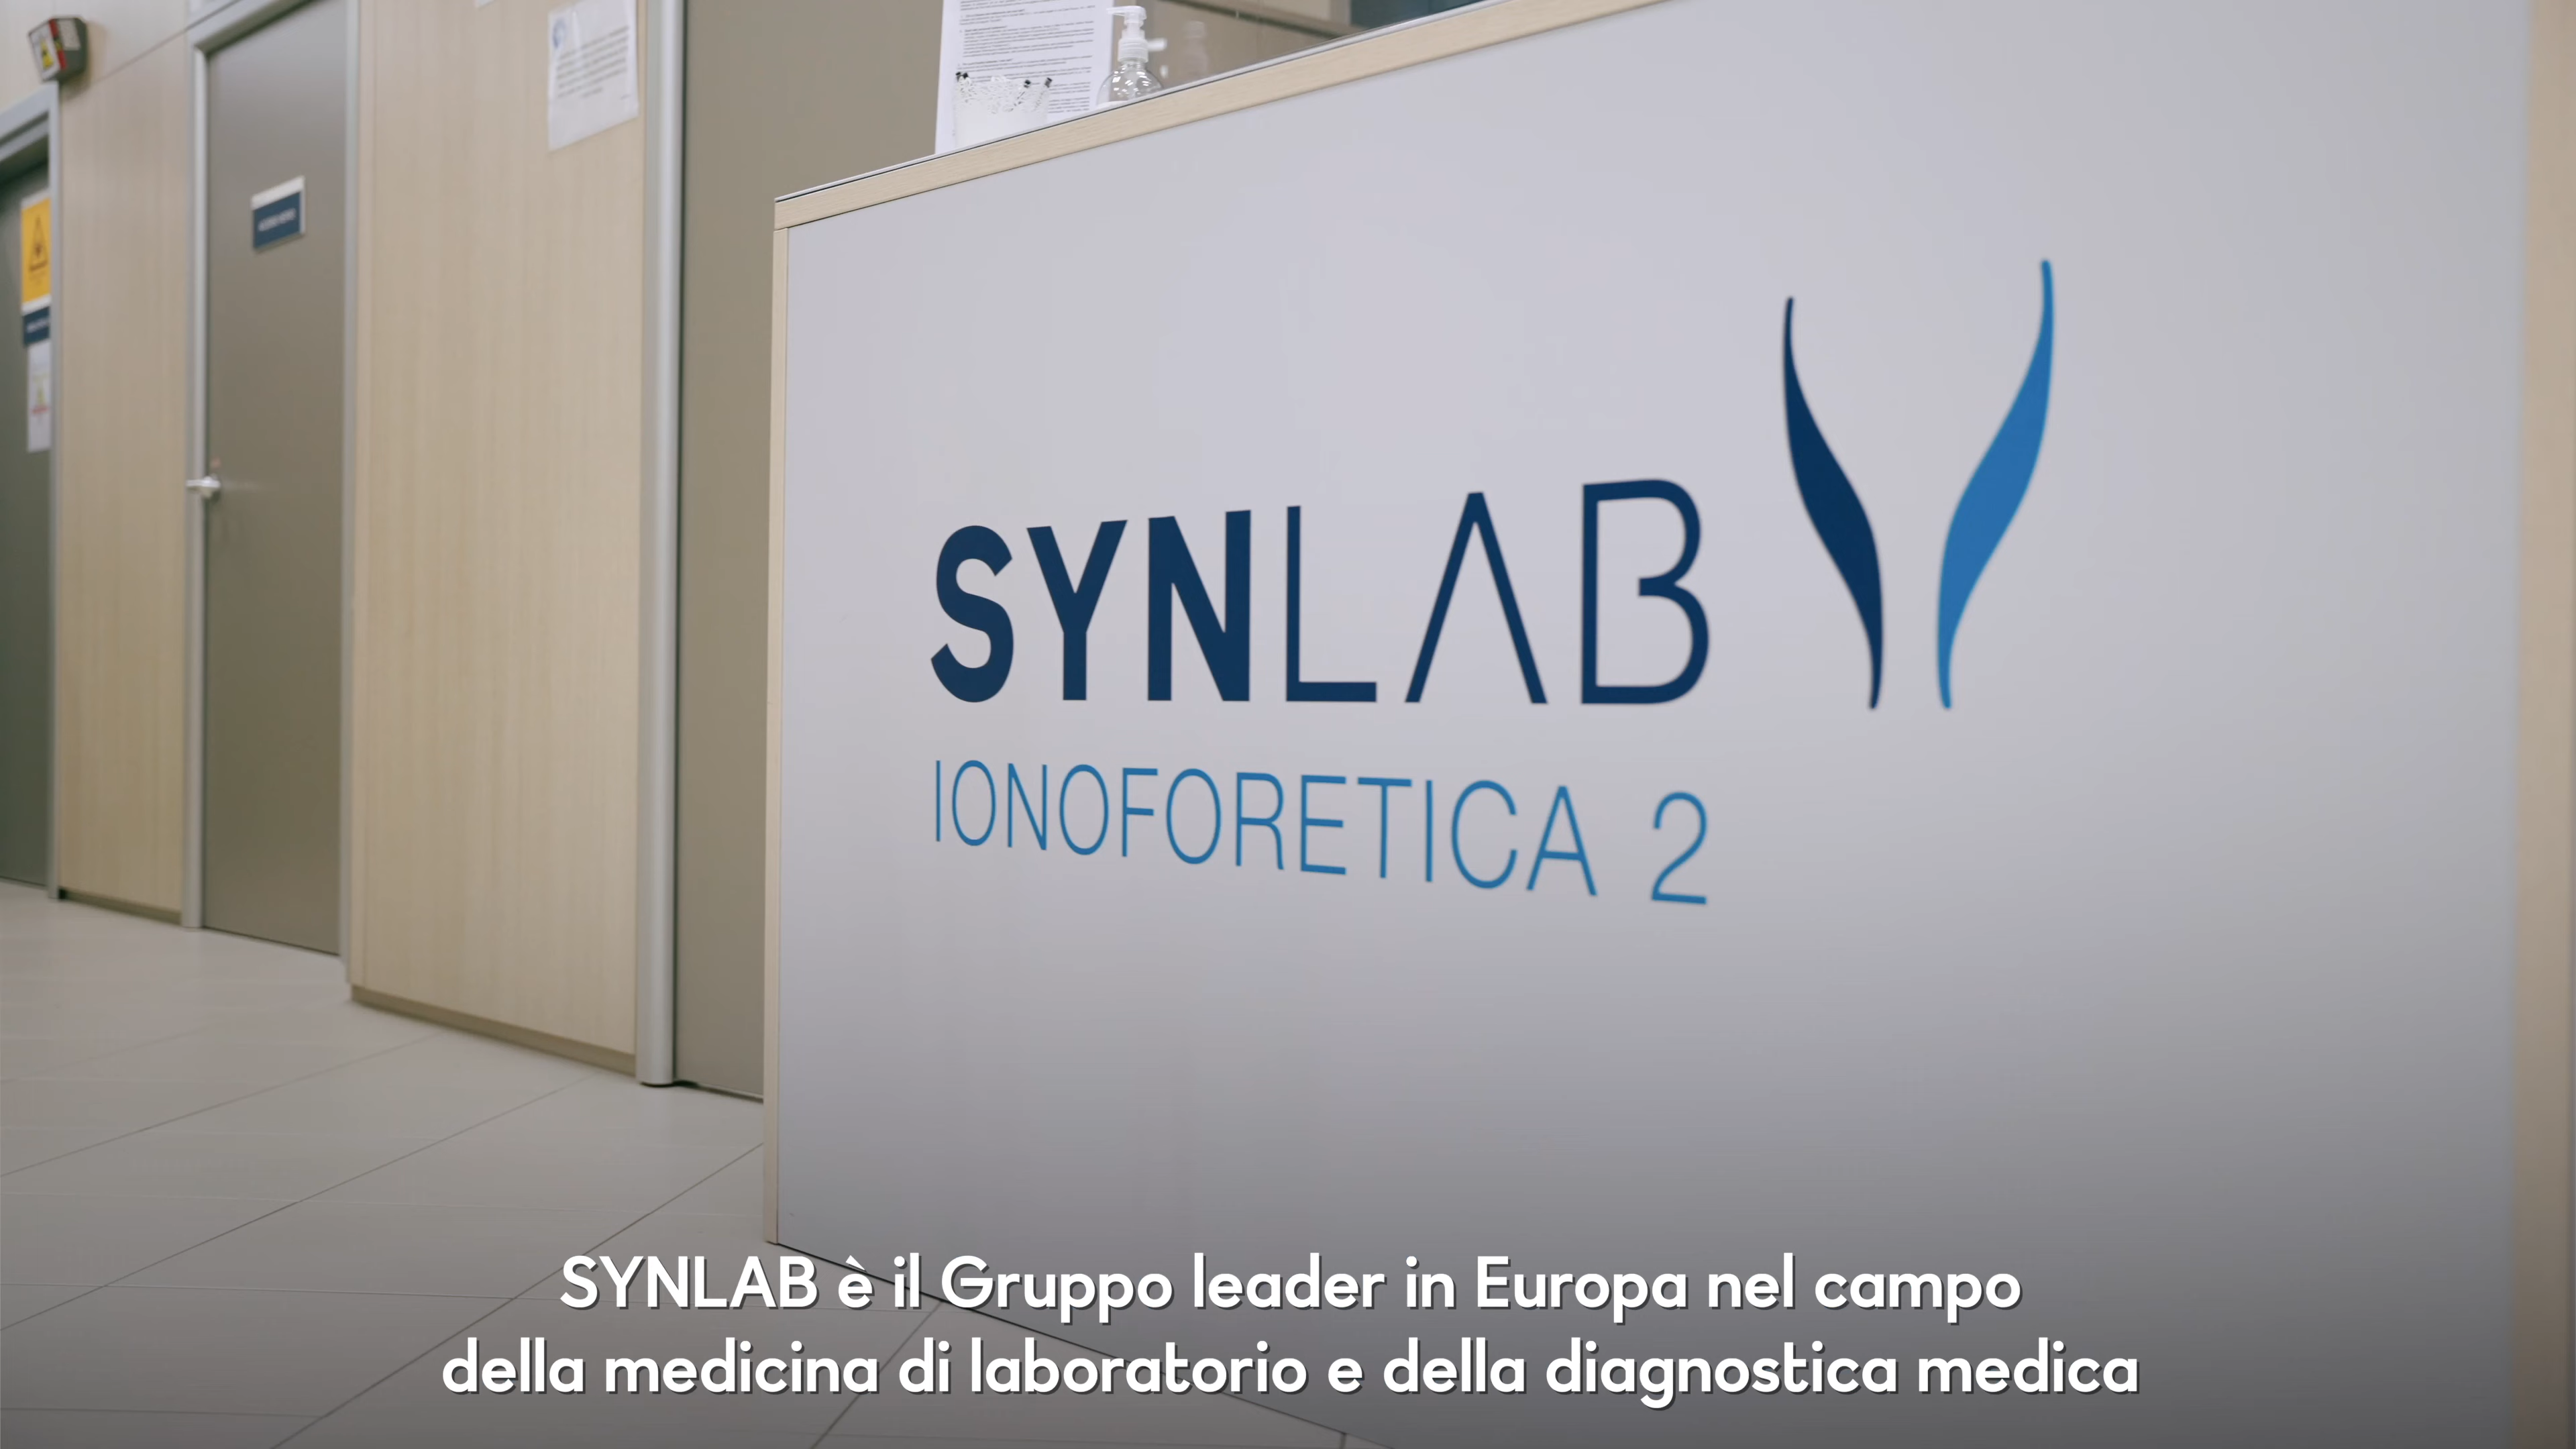 SYNLAB
IONOFORETICA 2
SYNLAB è il Gruppo leader in Europa nel campo
della medicina di laboratorio e della diagnostica medica